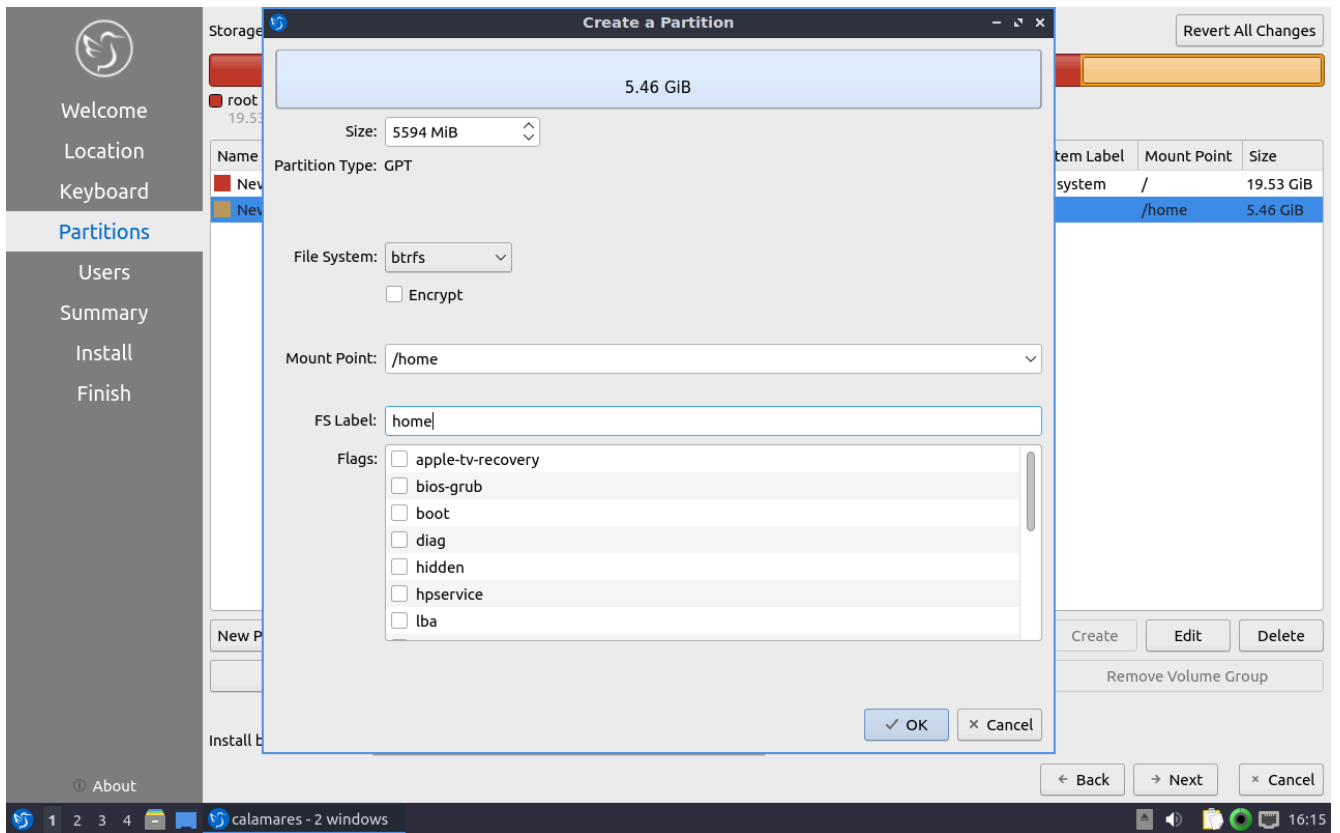 Create a Partition
Storage
Revert All Changes
5.46 GiB
root
19.53
Welcome
Location
Keyboard
Partitions
Users
Summary
Install
Finish
About
Size: 5594 MiB
Partition Type: GPT
Name
tem Label Mount Point Size
New
system / 19.53 GiB
New
/home 5.46 GiB
File System: btrfs
Encrypt
Mount Point: /home
FS Label: home
Flags: apple-tv-recovery
bios-grub
boot
diag
hidden
hpservice
lba
New P
Create Edit Delete
Remove Volume Group
OK Cancel
Install b
Back Next Cancel
1 2 3 4 calamares - 2 windows 16:15